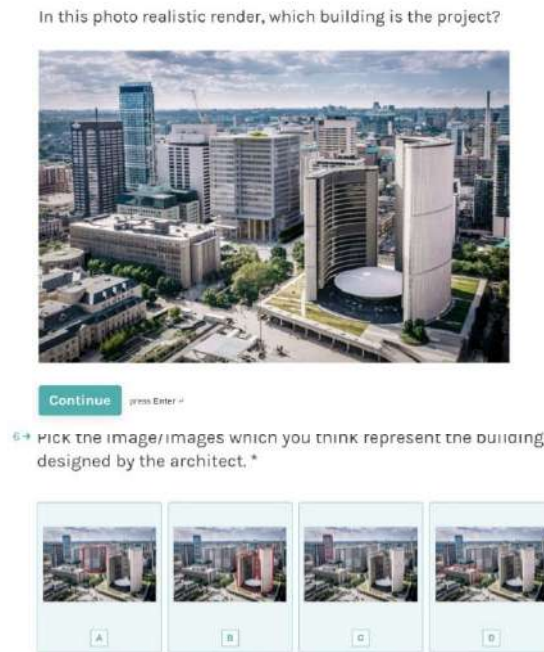 In this photo realistic render, which building is the project?
Continue press Enter ↵
6→ Pick the image/images which you think represent the building
designed by the architect. *
A B C D